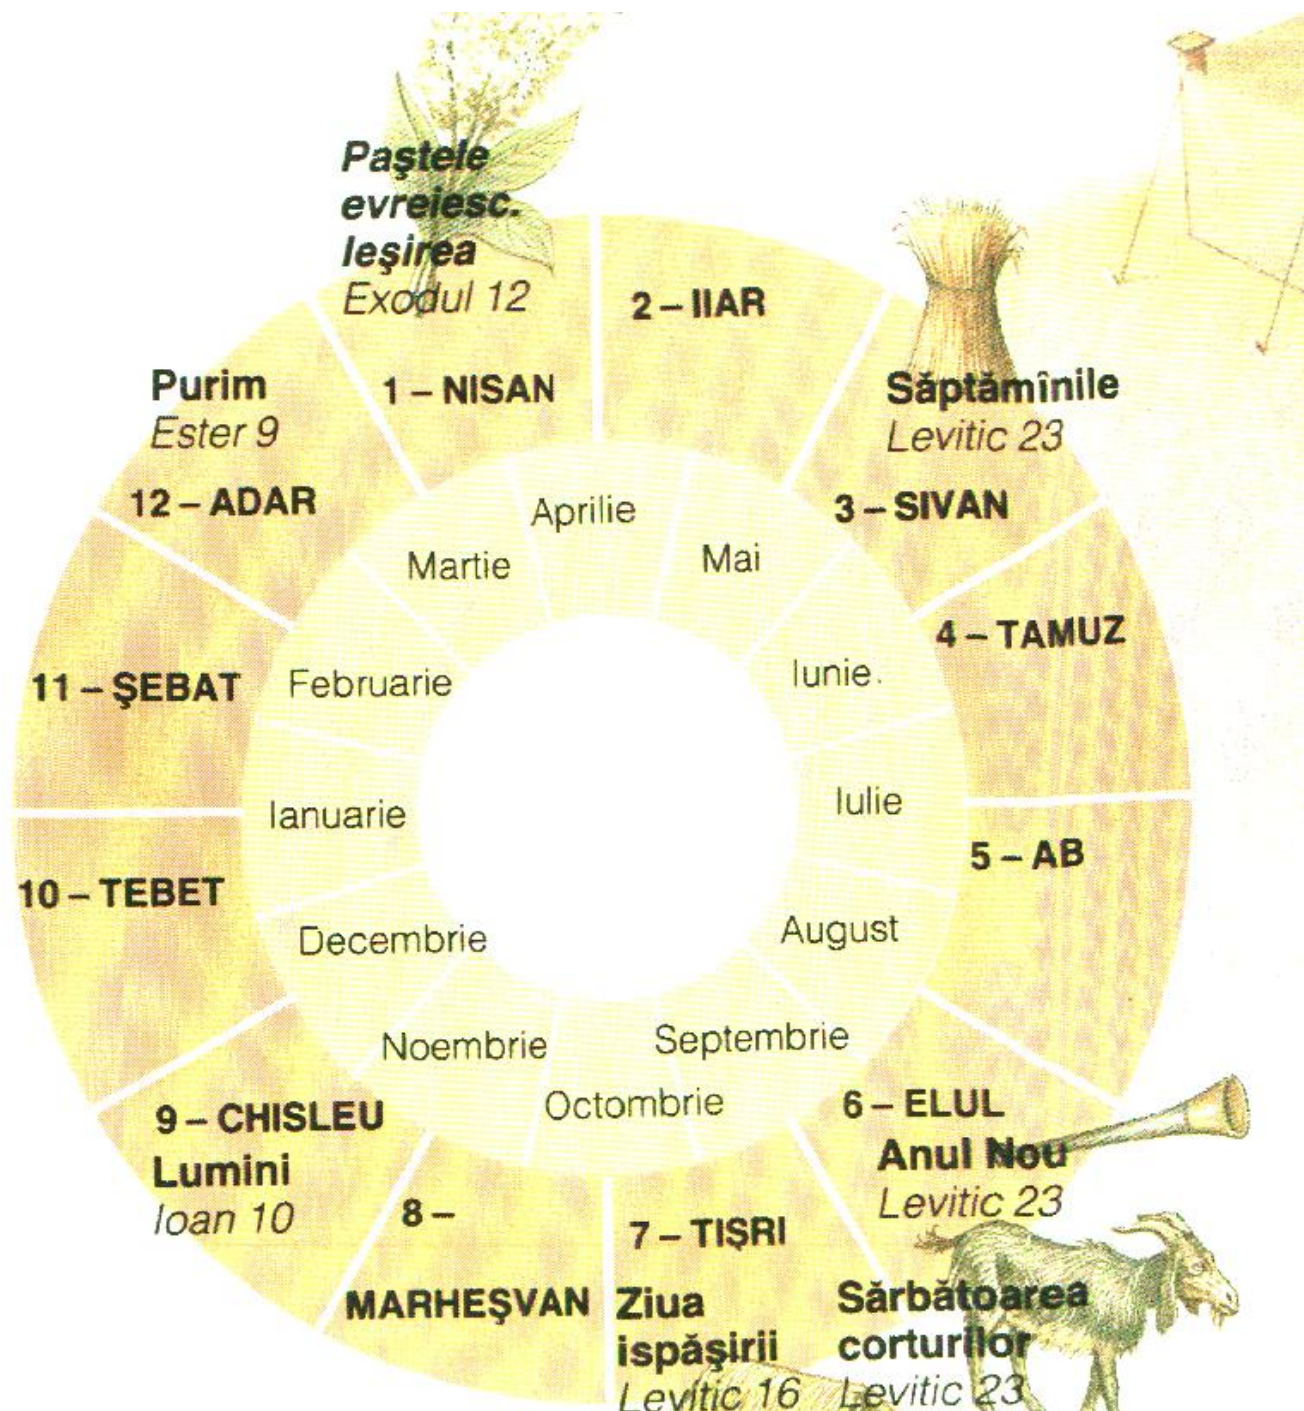 Paştele
evreiesc.
Ieşirea
Exodul 12
1 – NISAN
2 – IIAR
Săptămînile
Levitic 23
3 – SIVAN
4 – TAMUZ
5 – AB
6 – ELUL
Anul Nou
Levitic 23
7 – TIŞRI
Ziua
ispăşirii
Levitic 16
Sărbătoarea
corturilor
Levitic 23
8 –
MARHEŞVAN
9 – CHISLEU
Lumini
Ioan 10
10 – TEBET
11 – ŞEBAT
Purim
Ester 9
12 – ADAR
Aprilie
Mai
Iunie
Iulie
August
Septembrie
Octombrie
Noembrie
Decembrie
Ianuarie
Februarie
Martie